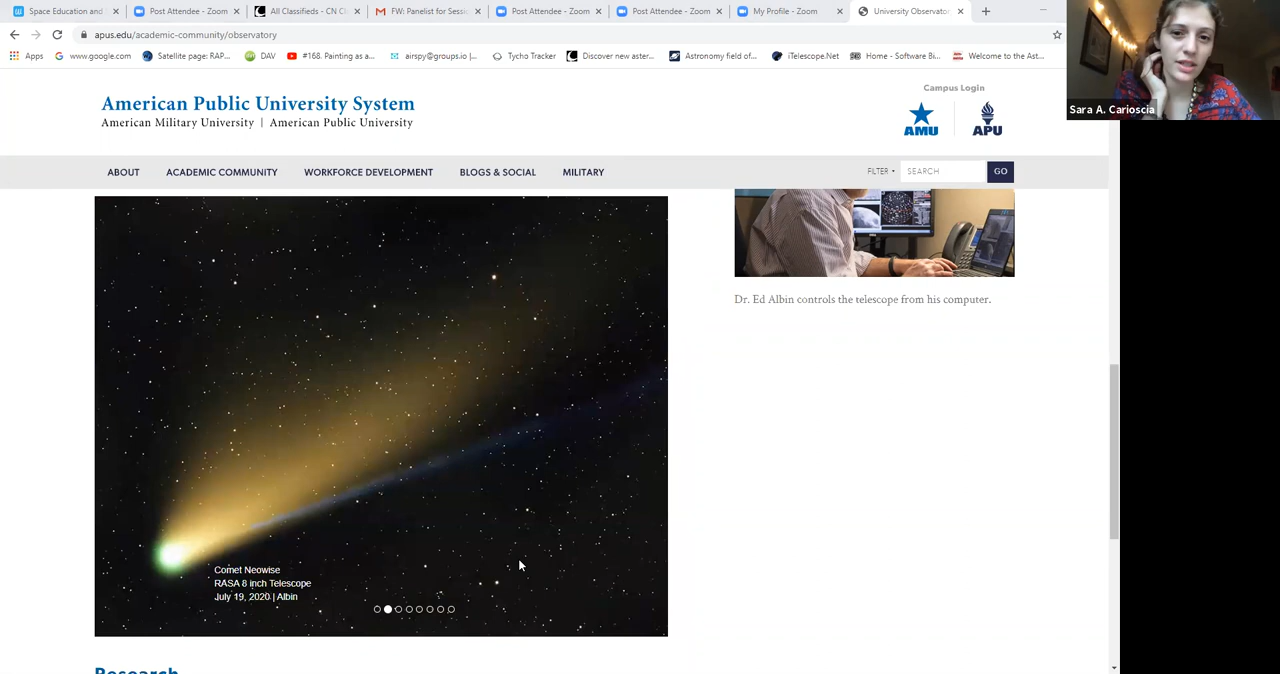 Space Education and
Post Attendee - Zoom
All Classifieds - CN Cl
FW: Panelist for Sessi
Post Attendee - Zoom
Post Attendee - Zoom
My Profile - Zoom
University Observato
apus.edu/academic-community/observatory
Apps
www.google.com
Satellite page: RAP...
DAV
#168. Painting as a...
airspy@groups.io |...
Tycho Tracker
Discover new aster...
Astronomy field of...
iTelescope.Net
Home - Software Bi...
Welcome to the Ast...
Sara A. Carioscia
American Public University System
American Military University | American Public University
Campus Login
AMU
APU
ABOUT
ACADEMIC COMMUNITY
WORKFORCE DEVELOPMENT
BLOGS & SOCIAL
MILITARY
FILTER
SEARCH
GO
Dr. Ed Albin controls the telescope from his computer.
Comet Neowise
RASA 8 inch Telescope
July 19, 2020 | Albin
Research